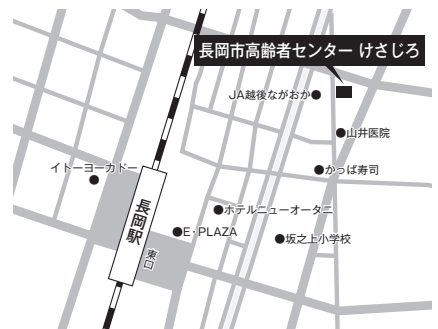 長岡市高齢者センター けさじろ
JA越後ながおか
山井医院
イトーヨーカドー
かっぱ寿司
長岡駅
ホテルニューオータニ
E・PLAZA
坂之上小学校
東口